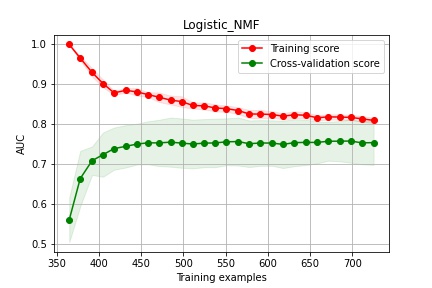 Logistic_NMF
1.0
0.9
0.8
0.7
0.6
0.5
AUC
Training score
Cross-validation score
350 400 450 500 550 600 650 700
Training examples